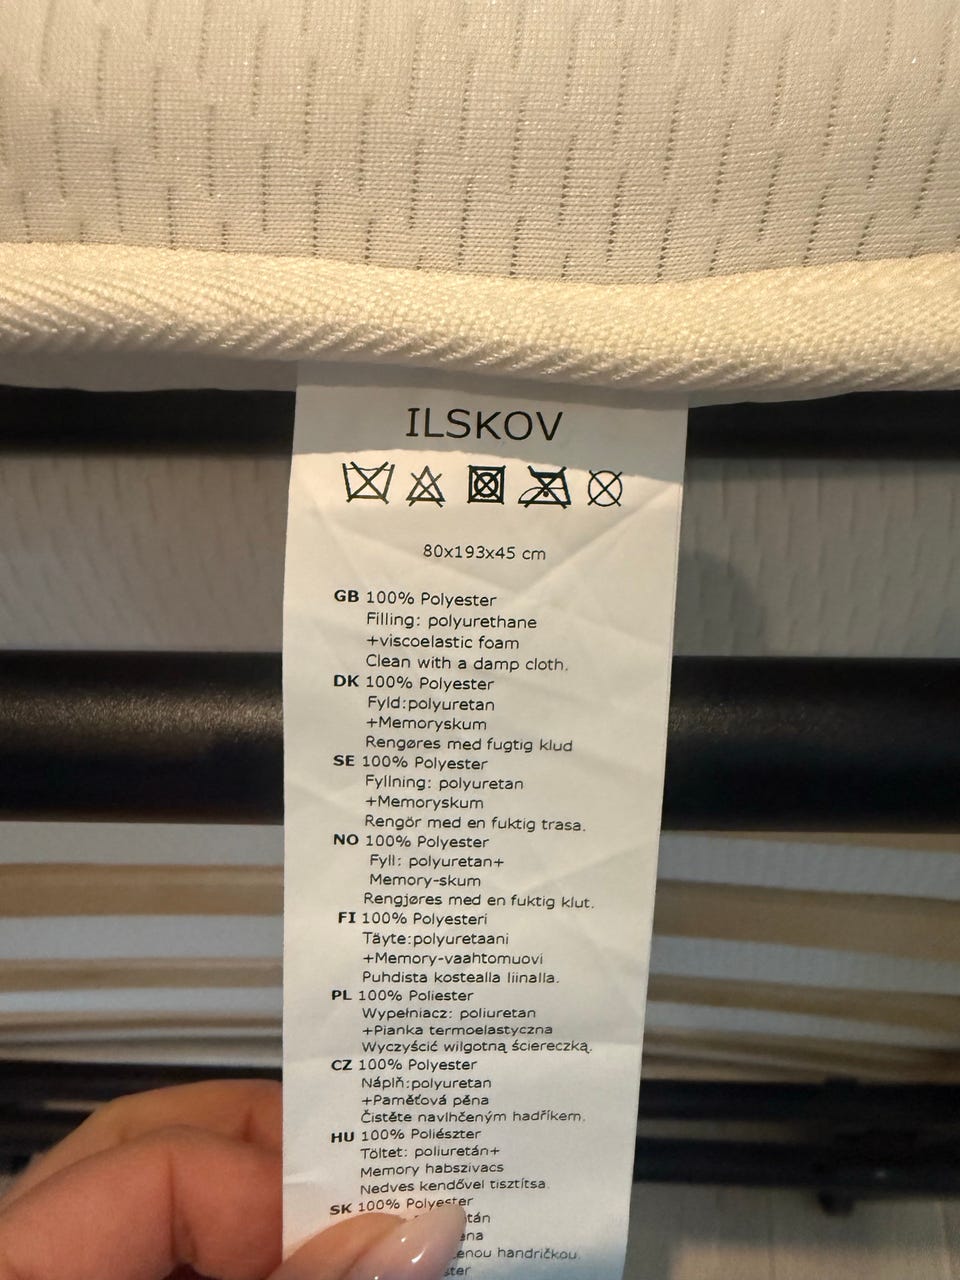 ILSKOV
80x193x45 cm
GB 100% Polyester
Filling: polyurethane
+viscoelastic foam
Clean with a damp cloth.
DK 100% Polyester
Fyld:polyuretan
+Memoryskum
Rengøres med fugtig klud
SE 100% Polyester
Fyllning: polyuretan
+Memoryskum
Rengör med en fuktig trasa.
NO 100% Polyester
Fyll: polyuretan+
Memory-skum
Rengjøres med en fuktig klut.
FI 100% Polyesteri
Täyte:polyuretaani
+Memory-vaahtomuovi
Puhdista kostealla liinalla.
PL 100% Poliester
Wypełniacz: poliuretan
+Pianka termoelastyczna
Wyczyścić wilgotną ściereczką.
CZ 100% Polyester
Náplň:polyuretan
+Paměťová pěna
Čistěte navlhčeným hadříkem.
HU 100% Poliészter
Töltet: poliuretán+
Memory habszivacs
Nedves kendővel tisztítsa.
SK 100% Polyester
handričkou.